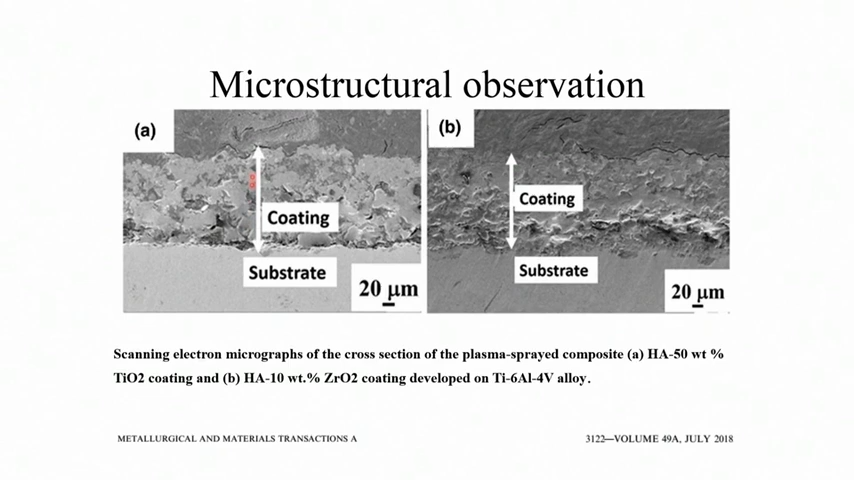 Microstructural observation
(a)
Coating
Substrate
20 μm
(b)
Coating
Substrate
20 μm
Scanning electron micrographs of the cross section of the plasma-sprayed composite (a) HA-50 wt %
TiO2 coating and (b) HA-10 wt.% ZrO2 coating developed on Ti-6Al-4V alloy.
METALLURGICAL AND MATERIALS TRANSACTIONS A
3122—VOLUME 49A, JULY 2018